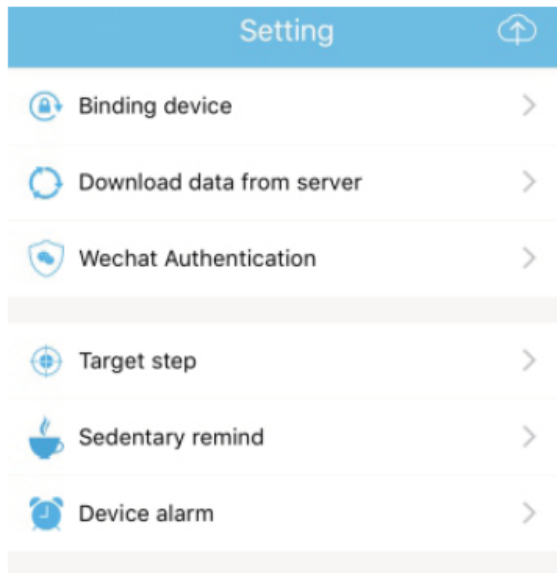 Setting
Binding device
Download data from server
Wechat Authentication
Target step
Sedentary remind
Device alarm